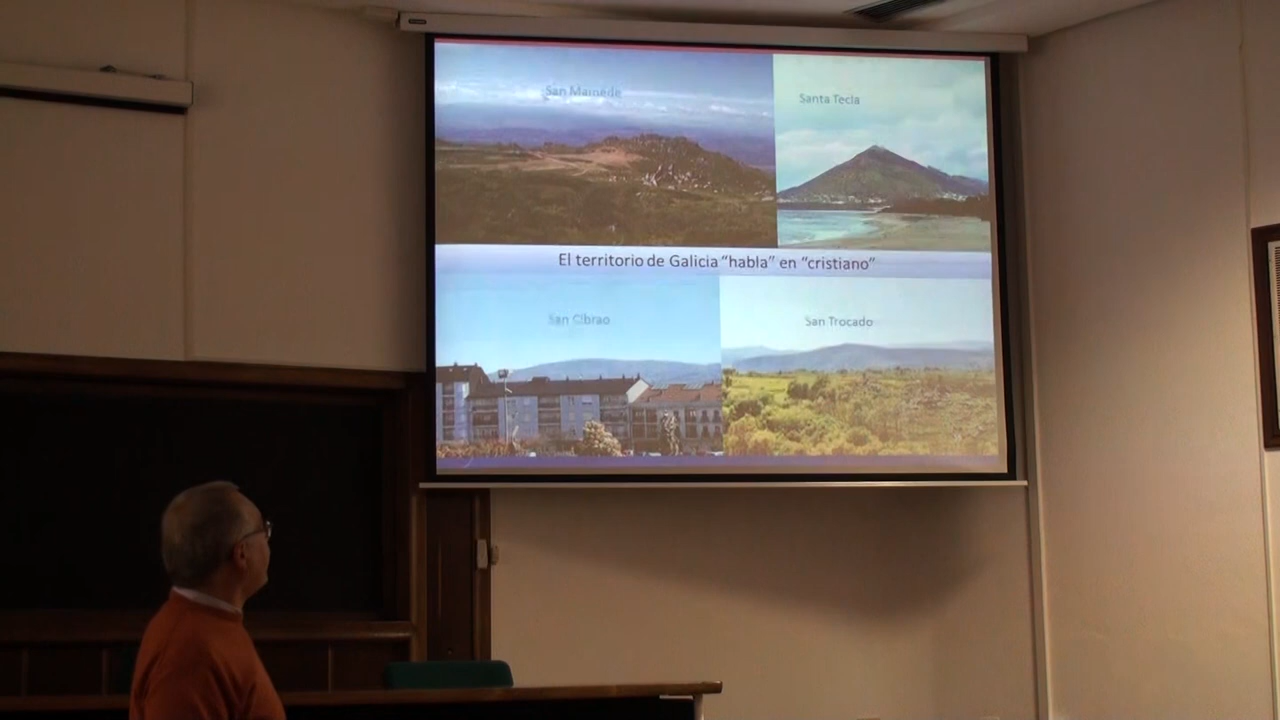 San Mamede
Santa Tecla
El territorio de Galicia “habla” en “cristiano”
San Cibrao
San Trocado